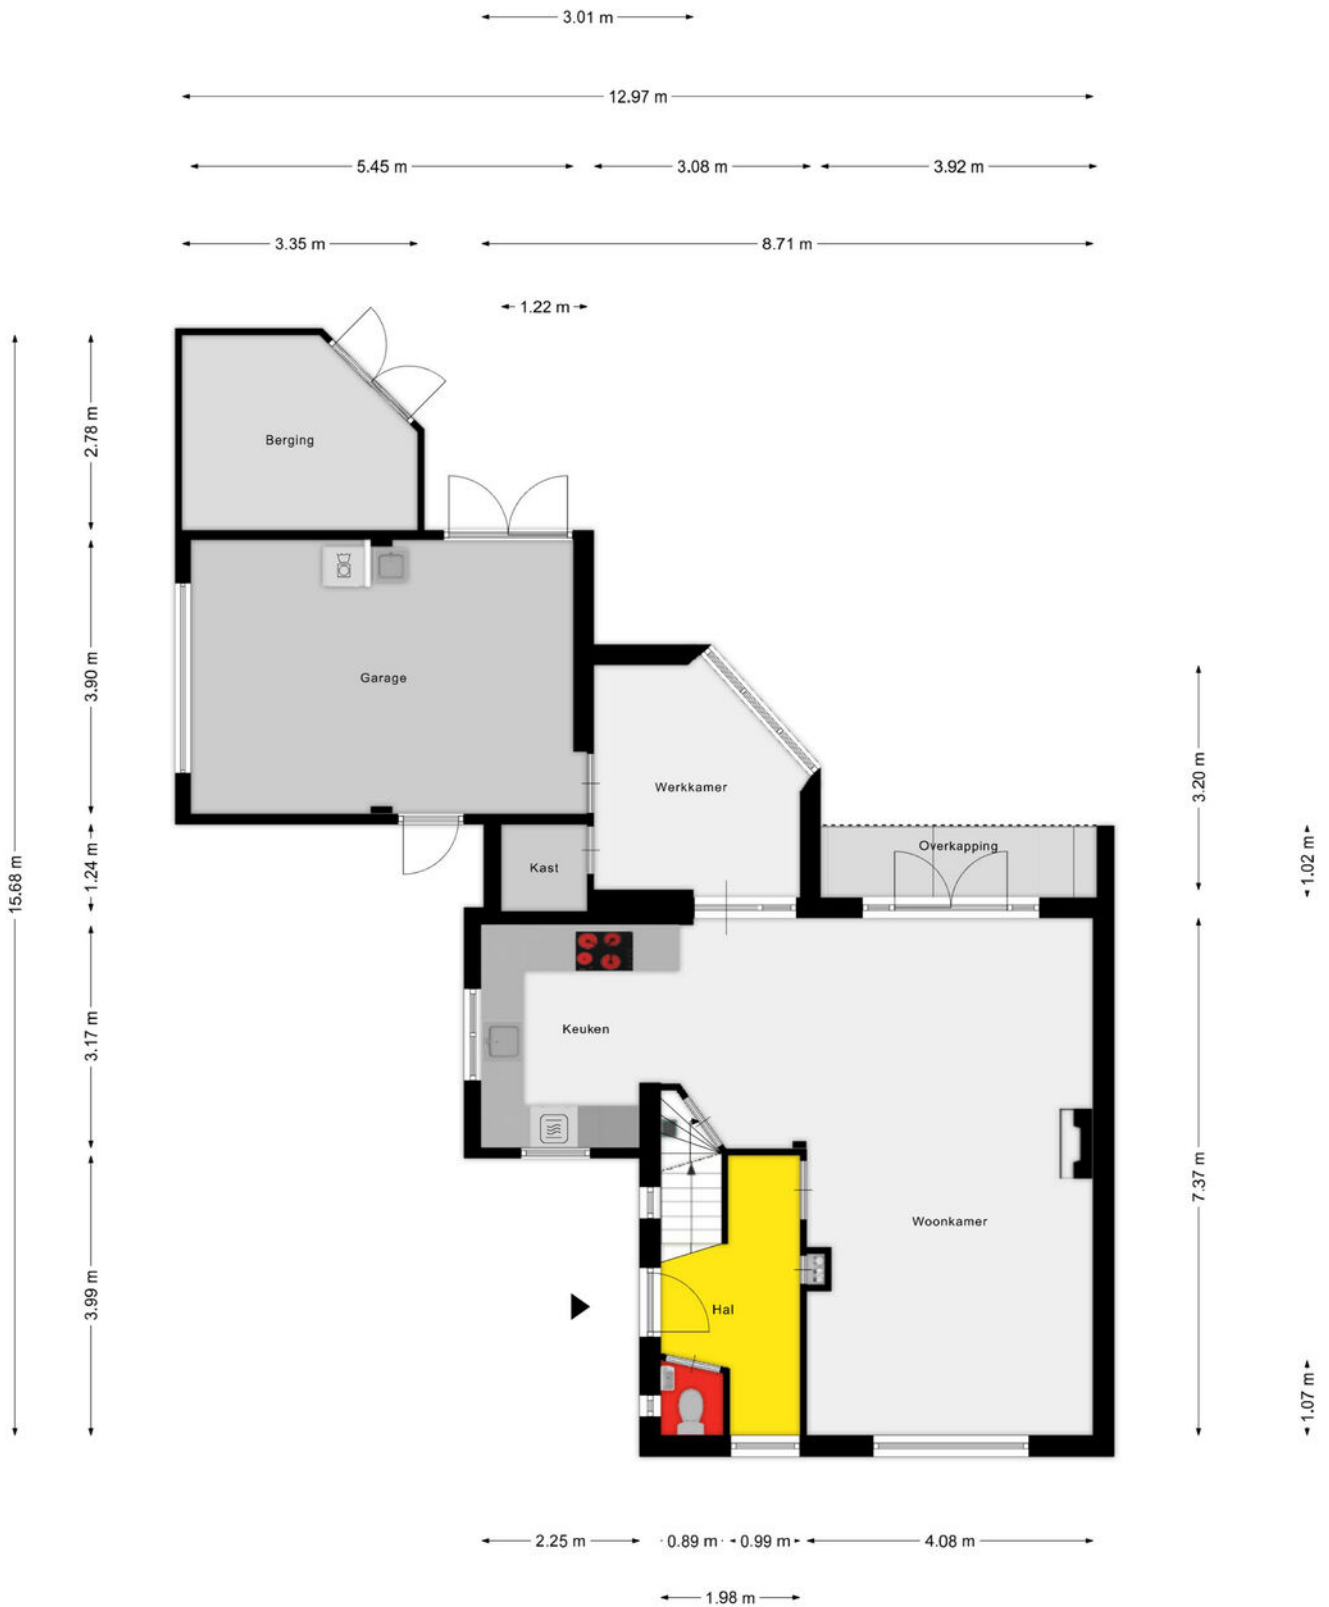 3.01 m
12.97 m
5.45 m
3.08 m
3.92 m
3.35 m
8.71 m
1.22 m
15.68 m
2.78 m
3.90 m
1.24 m
3.17 m
3.99 m
Berging
Garage
Werkkamer
Kast
Overkapping
Keuken
Woonkamer
Hal
3.20 m
1.02 m
7.37 m
1.07 m
2.25 m
0.89 m
0.99 m
4.08 m
1.98 m